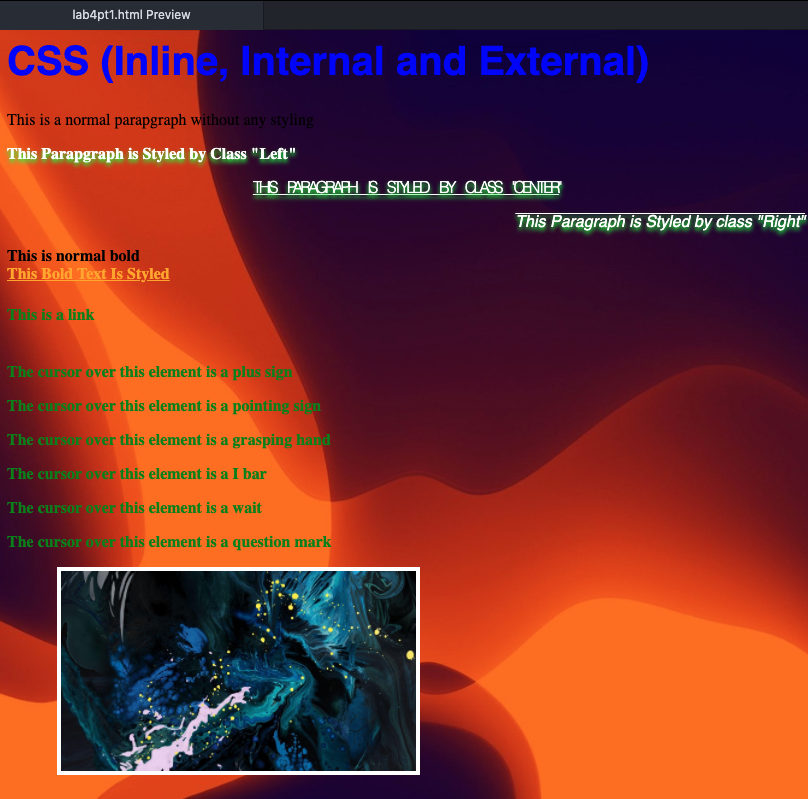 lab4pt1.html Preview
CSS (Inline, Internal and External)
This is a normal parapgraph without any styling
This Parapgraph is Styled by Class "Left"
THIS PARAGRAPH IS STYLED BY CLASS "CENTER"
This Paragraph is Styled by class "Right"
This is normal bold
This Bold Text Is Styled
This is a link
The cursor over this element is a plus sign
The cursor over this element is a pointing sign
The cursor over this element is a grasping hand
The cursor over this element is a I bar
The cursor over this element is a wait
The cursor over this element is a question mark